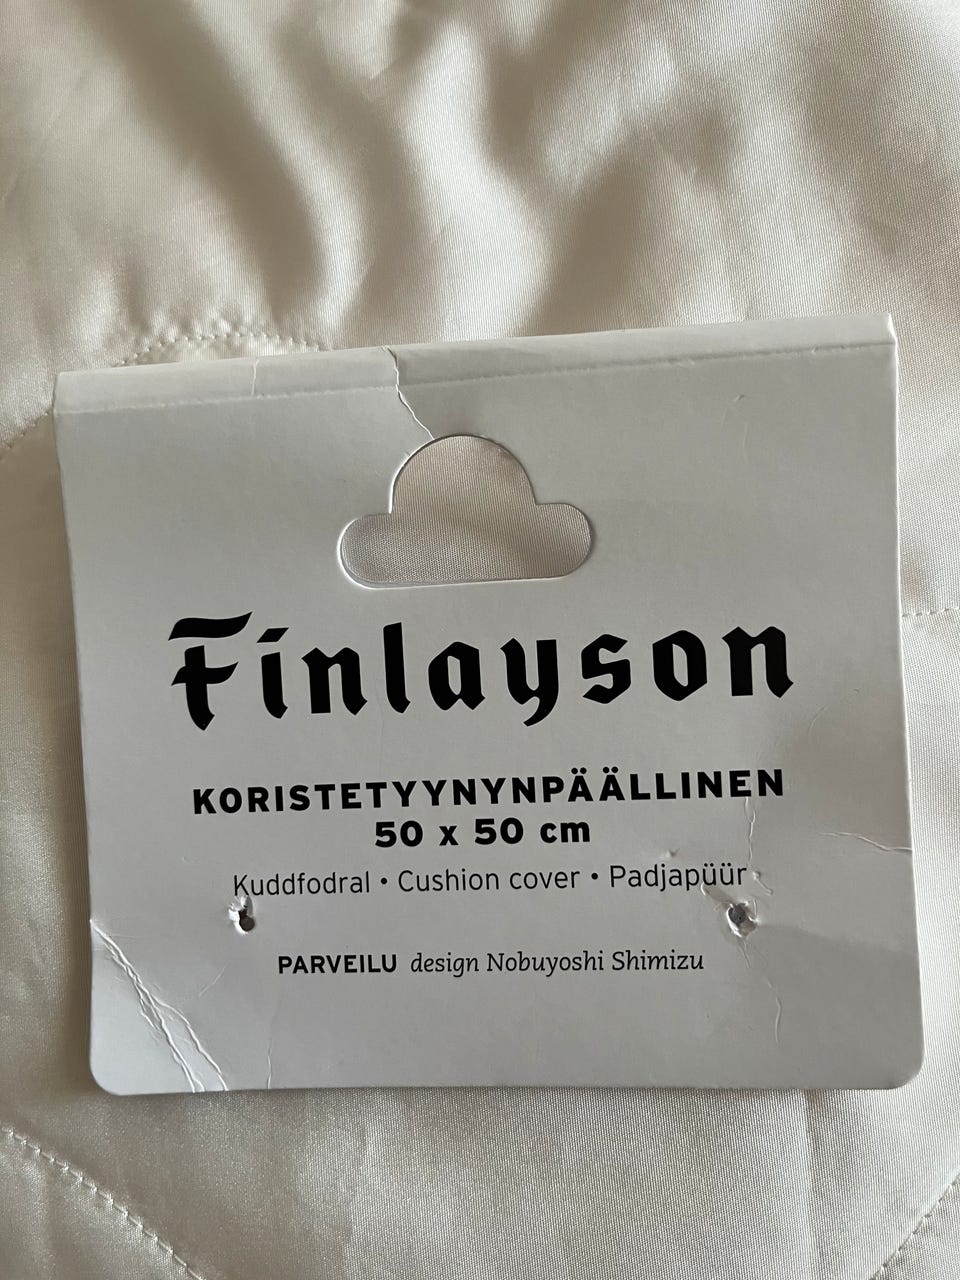 Finlayson
KORISTETYYNYNPÄÄLLINEN
50 x 50 cm
Kuddfodral • Cushion cover • Padjapüür
PARVEILU design Nobuyoshi Shimizu